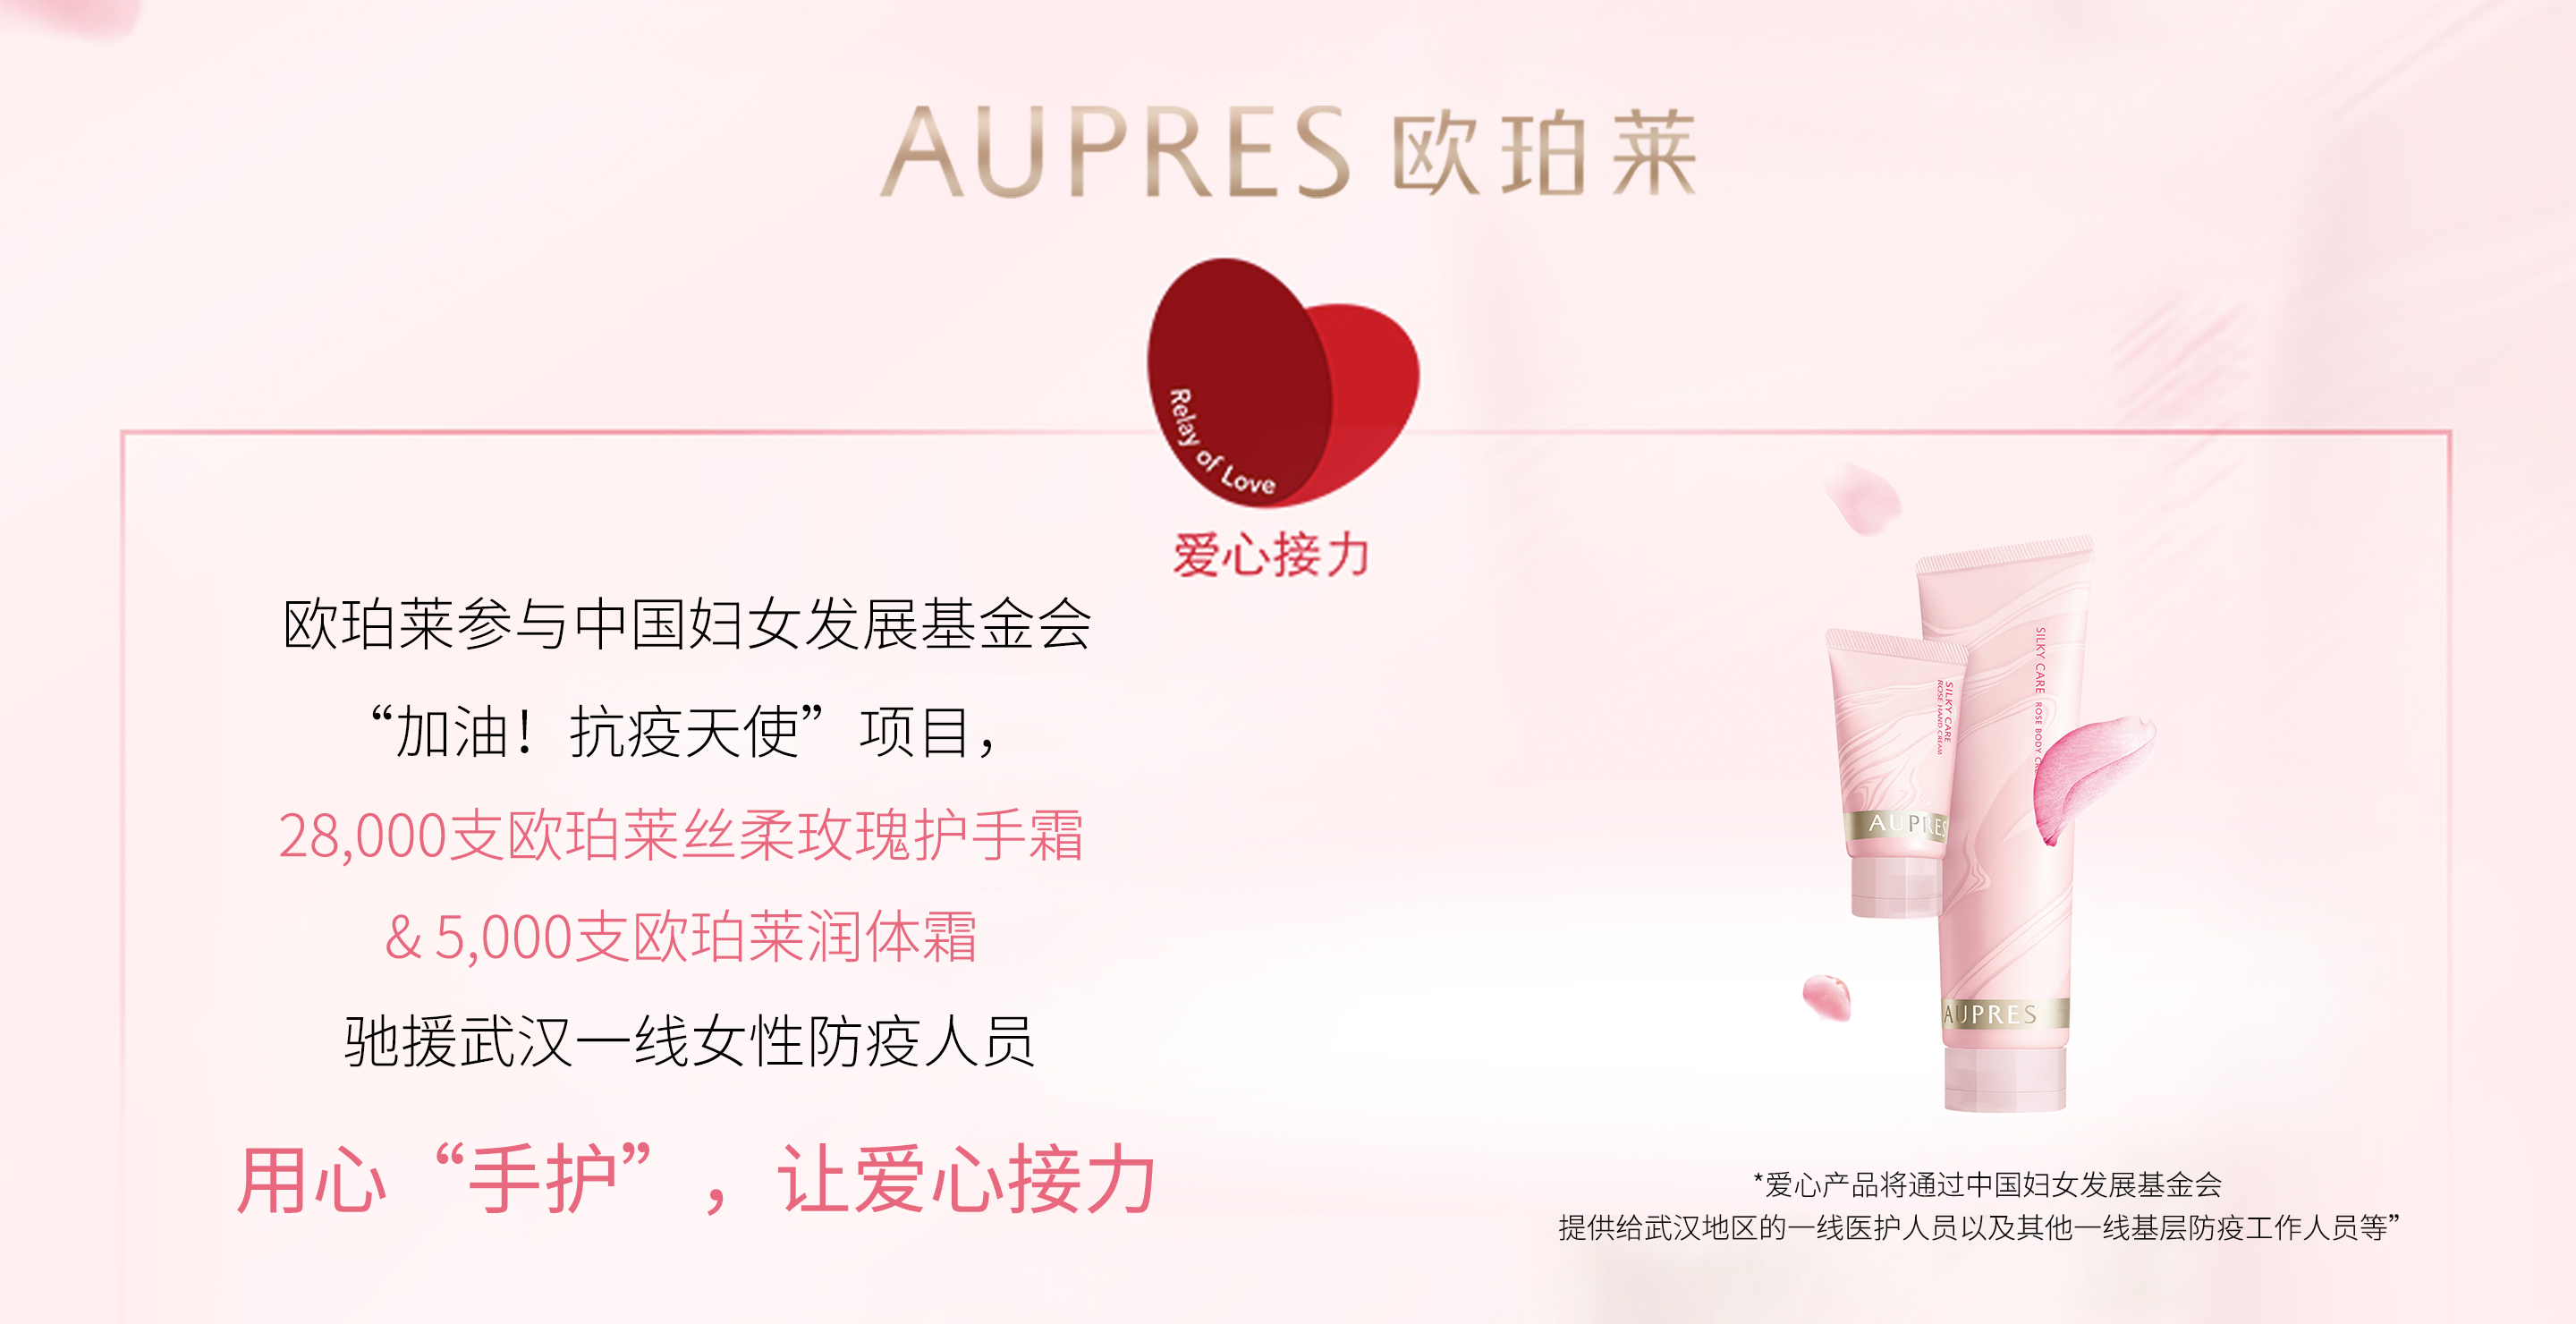 AUPRES 欧珀莱
Relay of Love
爱心接力
欧珀莱参与中国妇女发展基金会
“加油！抗疫天使”项目，
28,000支欧珀莱丝柔玫瑰护手霜
& 5,000支欧珀莱润体霜
驰援武汉一线女性防疫人员
用心“手护”，让爱心接力
SILKY CARE
ROSE HAND CREAM
AUPRES
SILKY CARE ROSE BODY
AUPRES
*爱心产品将通过中国妇女发展基金会
提供给武汉地区的一线医护人员以及其他一线基层防疫工作人员等”